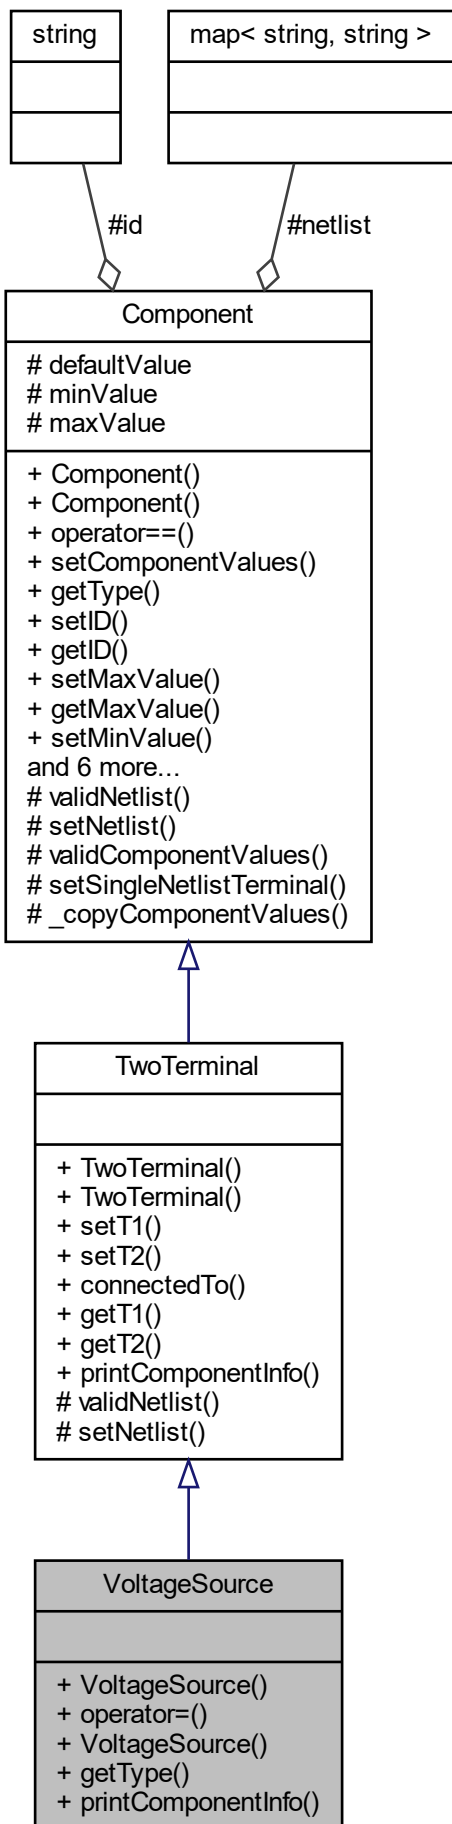 string
map< string, string >
#id
#netlist
Component
# defaultValue
# minValue
# maxValue
+ Component()
+ Component()
+ operator==()
+ setComponentValues()
+ getType()
+ setID()
+ getID()
+ setMaxValue()
+ getMaxValue()
+ setMinValue()
and 6 more...
# validNetlist()
# setNetlist()
# validComponentValues()
# setSingleNetlistTerminal()
# _copyComponentValues()
TwoTerminal
+ TwoTerminal()
+ TwoTerminal()
+ setT1()
+ setT2()
+ connectedTo()
+ getT1()
+ getT2()
+ printComponentInfo()
# validNetlist()
# setNetlist()
VoltageSource
+ VoltageSource()
+ operator=()
+ VoltageSource()
+ getType()
+ printComponentInfo()